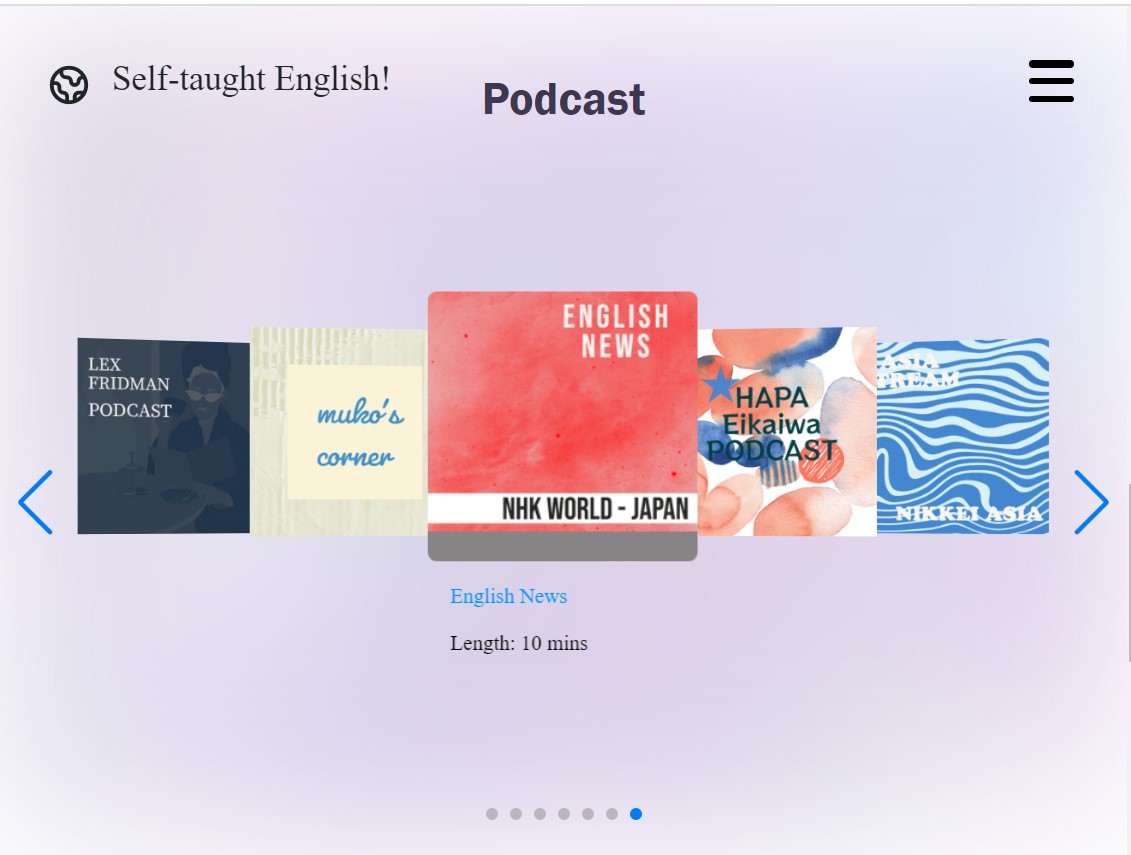 Self-taught English!
Podcast
LEX
FRIDMAN
PODCAST
muko's
corner
ENGLISH
NEWS
NHK WORLD - JAPAN
HAPA
Eikaiwa
PODCAST
ASIA
NIKKEI ASIA
English News
Length: 10 mins